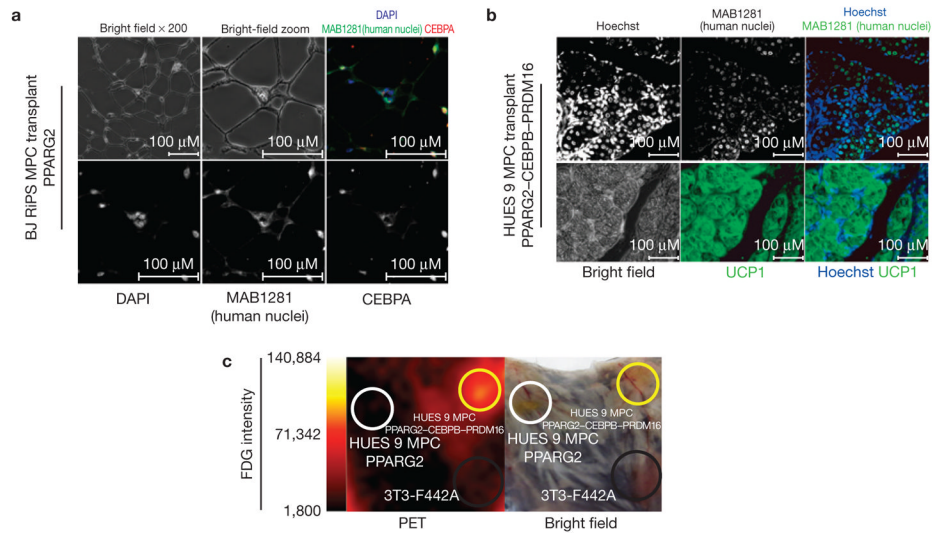 a
Bright field × 200
Bright-field zoom
DAPI
MAB1281(human nuclei) CEBPA
BJ RiPS MPC transplant
PPARG2
100 µM
100 µM
100 µM
100 µM
100 µM
100 µM
DAPI
MAB1281
(human nuclei)
CEBPA
b
Hoechst
MAB1281
(human nuclei)
Hoechst
MAB1281 (human nuclei)
HUES 9 MPC transplant
PPARG2–CEBPB–PRDM16
100 µM
100 µM
100 µM
100 µM
100 µM
100 µM
Bright field
UCP1
Hoechst UCP1
c
FDG intensity
140,884
71,342
1,800
HUES 9 MPC
PPARG2–CEBPB–PRDM16
HUES 9 MPC
PPARG2
3T3-F442A
PET
HUES 9 MPC
PPARG2–CEBPB–PRDM16
HUES 9 MPC
PPARG2
3T3-F442A
Bright field